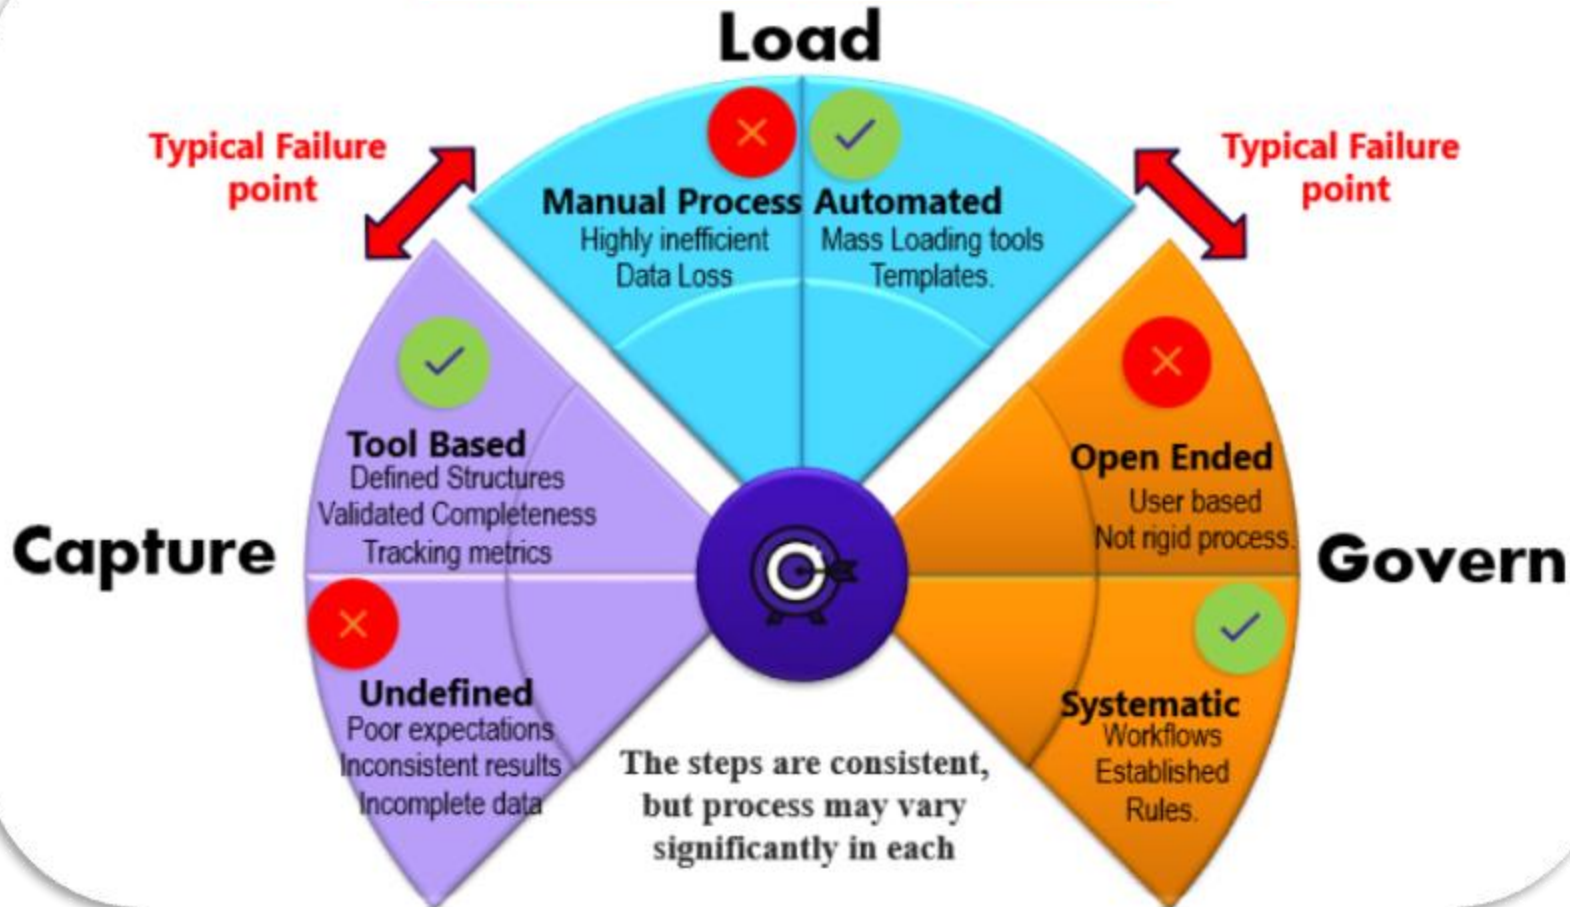 Load
Typical Failure
point
Typical Failure
point
Manual Process
Highly inefficient
Data Loss
Automated
Mass Loading tools
Templates.
Capture
Tool Based
Defined Structures
Validated Completeness
Tracking metrics
Undefined
Poor expectations
Inconsistent results
Incomplete data
Govern
Open Ended
User based
Not rigid process.
Systematic
Workflows
Established
Rules.
The steps are consistent,
but process may vary
significantly in each